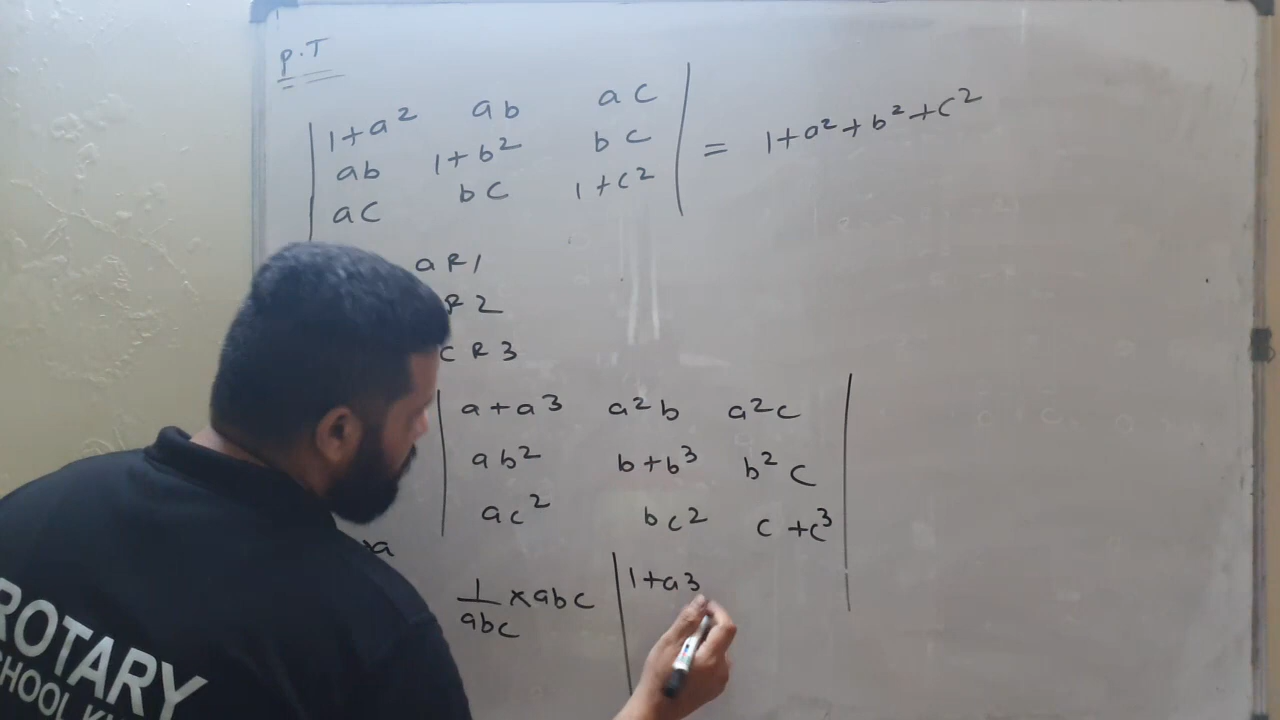 P.T
| 1+a² ab ac |
| ab 1+b² bc | = 1+a²+b²+c²
| ac bc 1+c² |
aR1
R2
CR3
| a+a3 a²b a²c |
| ab² b+b³ b²c |
| ac² bc² c+c³ |
a
1/abc ×abc | 1+a3
ROTARY